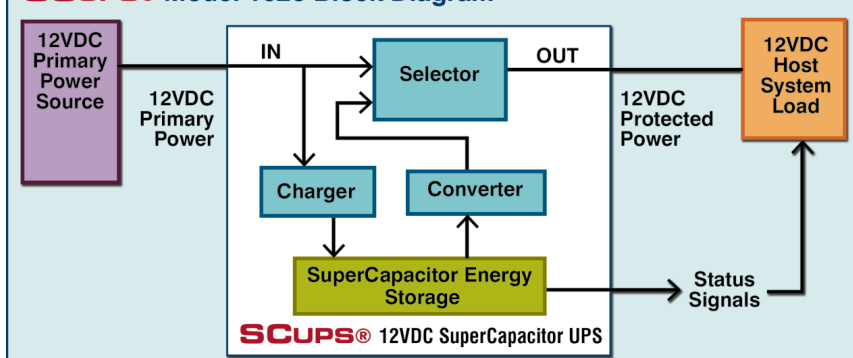 12VDC
Primary
Power
Source
IN
Selector
OUT
12VDC
Host
System
Load
12VDC
Primary
Power
12VDC
Protected
Power
Charger
Converter
SuperCapacitor Energy
Storage
Status
Signals
SCUPS® 12VDC SuperCapacitor UPS